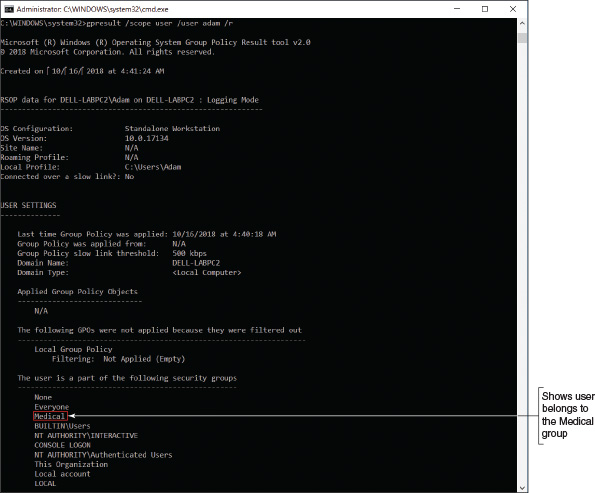 Administrator: C:\WINDOWS\system32\cmd.exe
C:\WINDOWS\system32>gpresult /scope user /user adam /r
Microsoft (R) Windows (R) Operating System Group Policy Result tool v2.0
© 2018 Microsoft Corporation. All rights reserved.
Created on 10/ 16/ 2018 at 4:41:24 AM
RSOP data for DELL-LABPC2\Adam on DELL-LABPC2 : Logging Mode
-------------------------------------------------------------
OS Configuration: Standalone Workstation
OS Version: 10.0.17134
Site Name: N/A
Roaming Profile: N/A
Local Profile: C:\Users\Adam
Connected over a slow link?: No
USER SETTINGS
--------------
Last time Group Policy was applied: 10/16/2018 at 4:40:18 AM
Group Policy was applied from: N/A
Group Policy slow link threshold: 500 kbps
Domain Name: DELL-LABPC2
Domain Type: <Local Computer>
Applied Group Policy Objects
-----------------------------
N/A
The following GPOs were not applied because they were filtered out
-------------------------------------------------------------------
Local Group Policy
Filtering: Not Applied (Empty)
The user is a part of the following security groups
---------------------------------------------------
None
Everyone
Medical
BUILTIN\Users
NT AUTHORITY\INTERACTIVE
CONSOLE LOGON
NT AUTHORITY\Authenticated Users
This Organization
Local account
LOCAL
Shows user
belongs to
the Medical
group